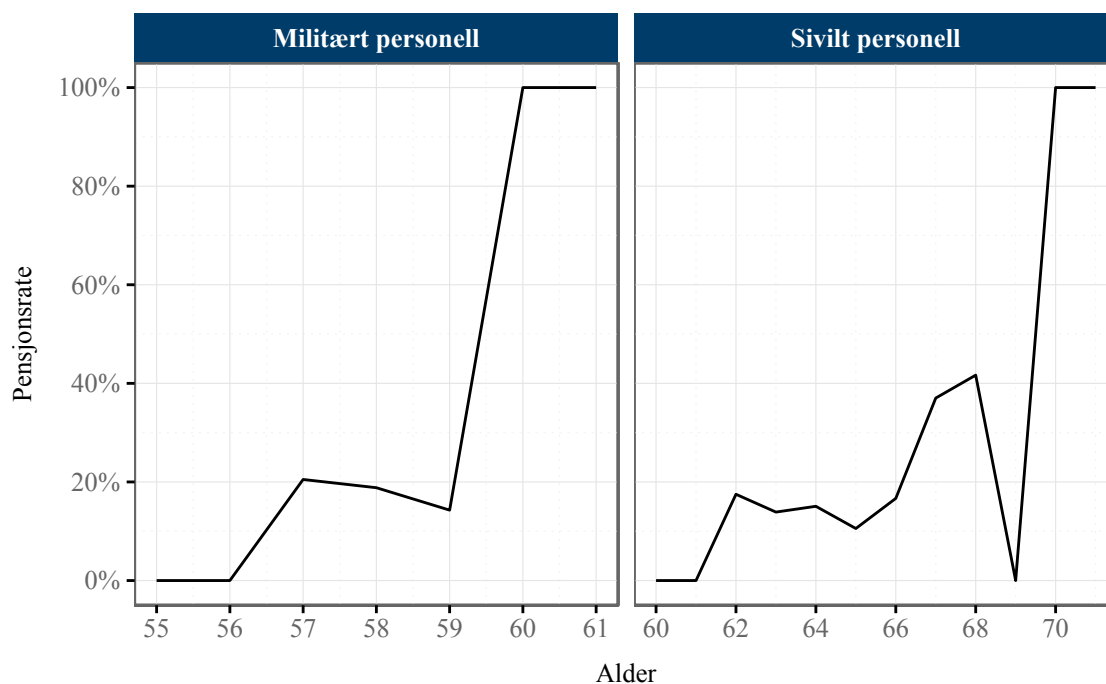 Militært personell
Sivilt personell
Pensjonsrate
100%
80%
60%
40%
20%
0%
55 56 57 58 59 60 61
60 62 64 66 68 70
Alder